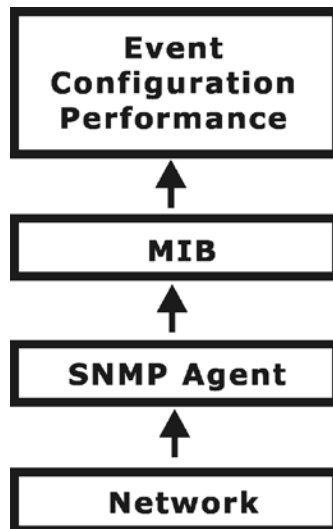 Event
Configuration
Performance
MIB
SNMP Agent
Network